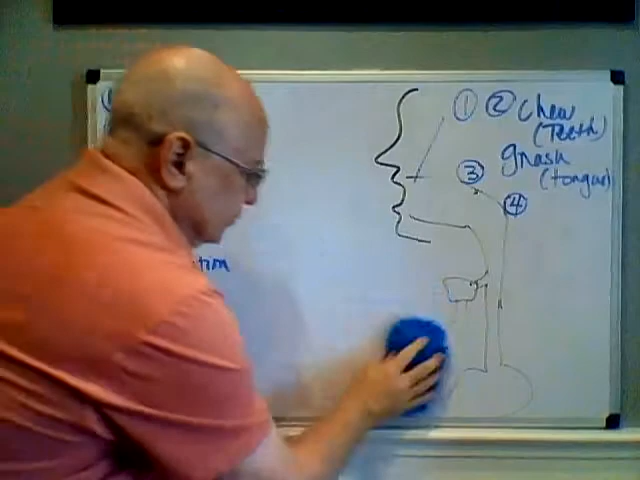 ① ② Chew
(Teeth)
gnash
(tongue)
③
④